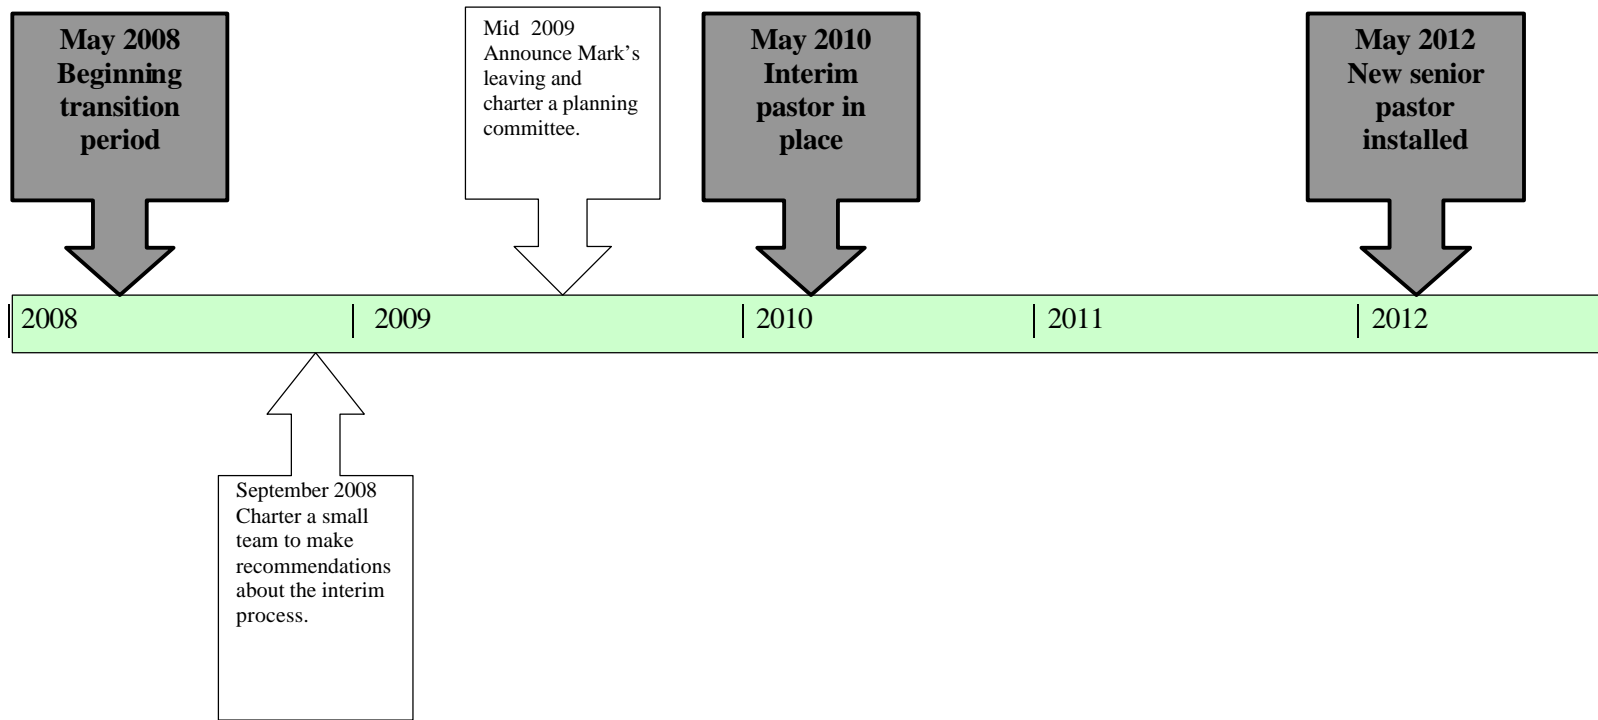 May 2008
Beginning
transition
period
Mid  2009
Announce Mark’s
leaving and
charter a planning
committee.
May 2010
Interim
pastor in
place
May 2012
New senior
pastor
installed
2008
2009
2010
2011
2012
September 2008
Charter a small
team to make
recommendations
about the interim
process.